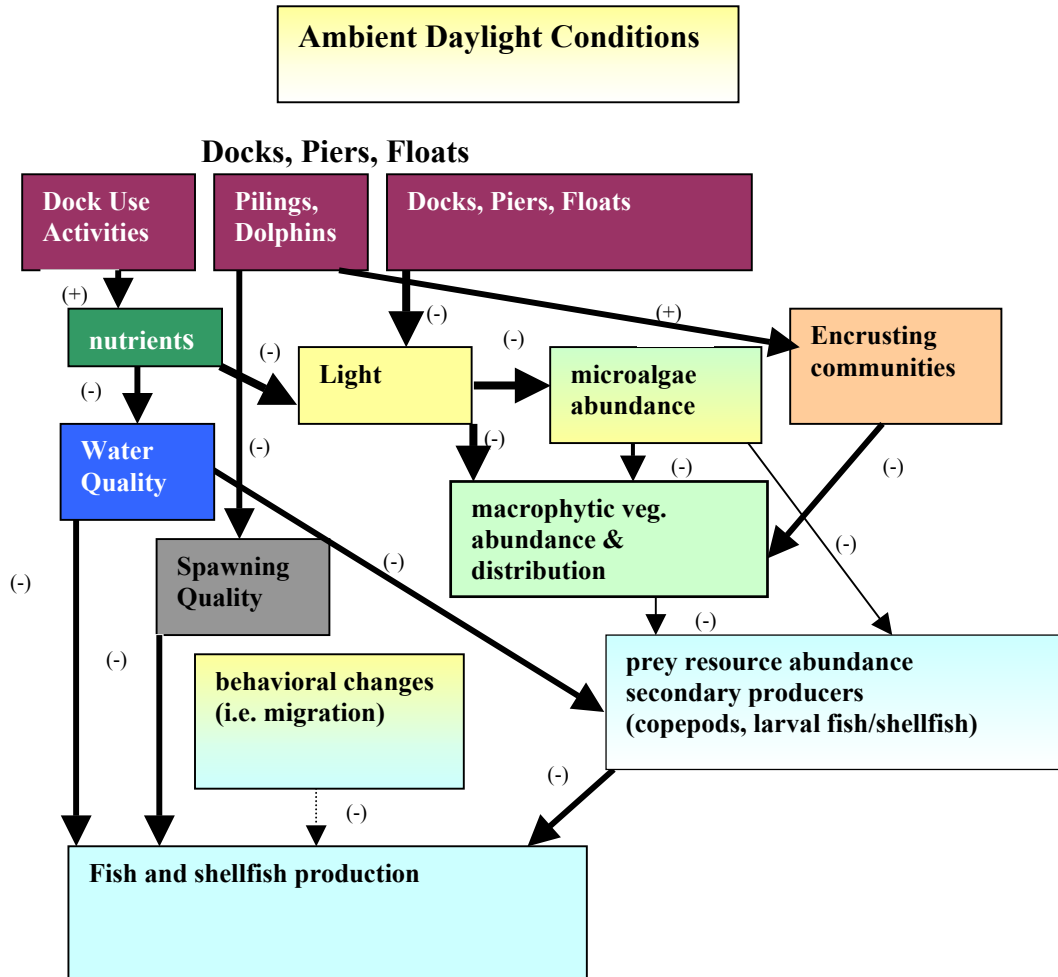 Ambient Daylight Conditions
Docks, Piers, Floats
Dock Use
Activities
Pilings,
Dolphins
Docks, Piers, Floats
(+)
(-)
(+)
nutrients
(-)
(-)
Encrusting
communities
Light
microalgae
abundance
(-)
Water
Quality
(-)
(-)
(-)
(-)
macrophytic veg.
abundance &
distribution
(-)
(-)
Spawning
Quality
(-)
(-)
(-)
prey resource abundance
secondary producers
(copepods, larval fish/shellfish)
behavioral changes
(i.e. migration)
(-)
(-)
Fish and shellfish production